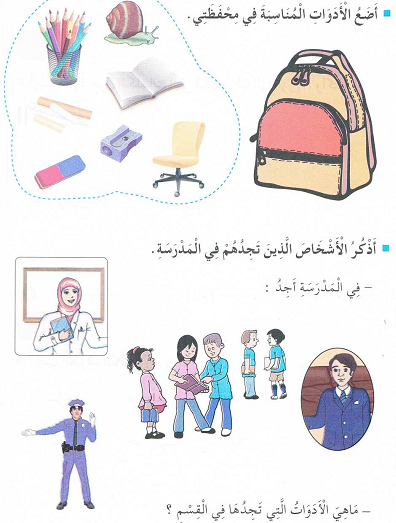 أَضَعُ الْأَدَوَاتِ الْمُنَاسِبَةَ فِي مِحْفَظَتِي.
أَذْكُرُ الْأَشْخَاصَ الَّذِينَ تَجِدُهُمْ فِي الْمَدْرَسَةِ.
– فِي الْمَدْرَسَةِ أَجِدُ :
– مَاهِيَ الْأَدَوَاتُ الَّتِي تَجِدُهَا فِي الْقِسْمِ ؟